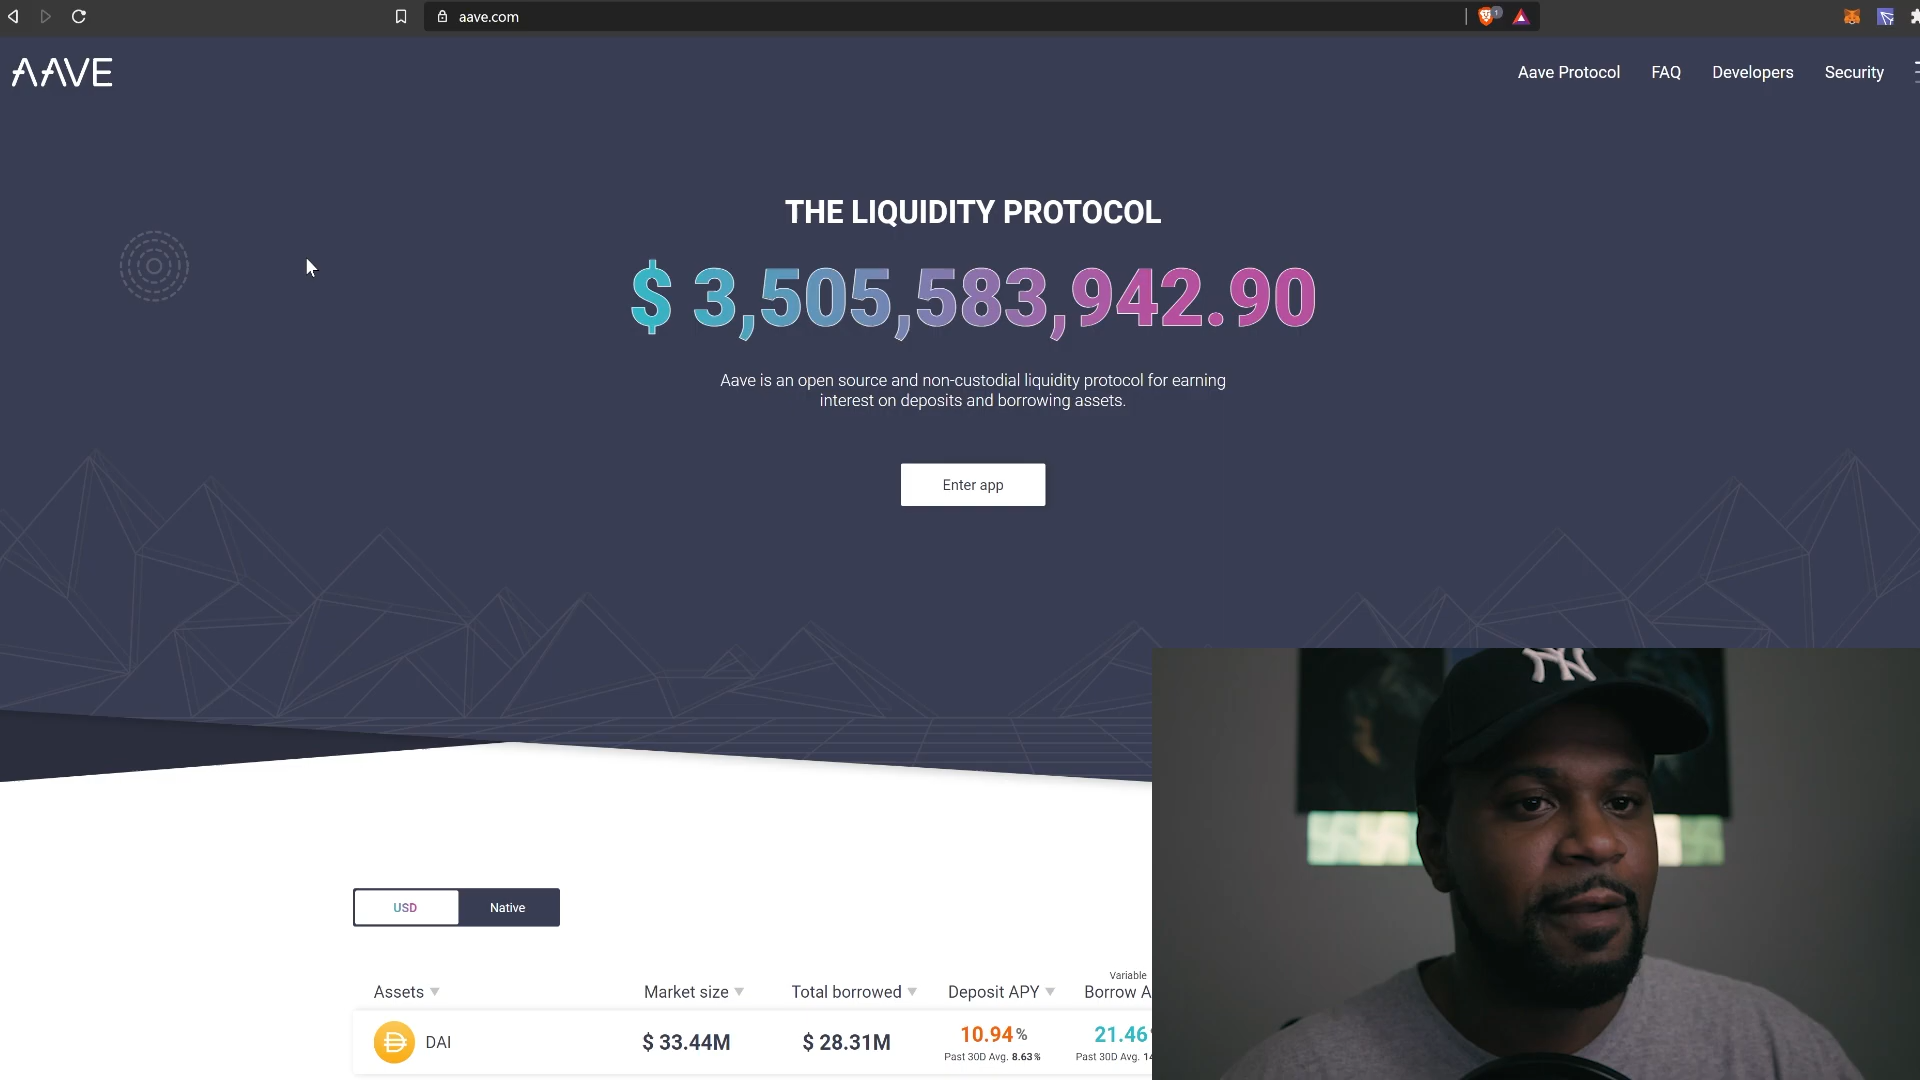 aave.com
1
AAVE
Aave Protocol FAQ Developers Security
THE LIQUIDITY PROTOCOL
$ 3,505,583,942.90
Aave is an open source and non-custodial liquidity protocol for earning
interest on deposits and borrowing assets.
Enter app
USD Native
Variable
Assets Market size Total borrowed Deposit APY Borrow A
DAI $ 33.44M $ 28.31M 10.94 % 21.46
Past 30D Avg. 8.63 % Past 30D Avg. 14
NY